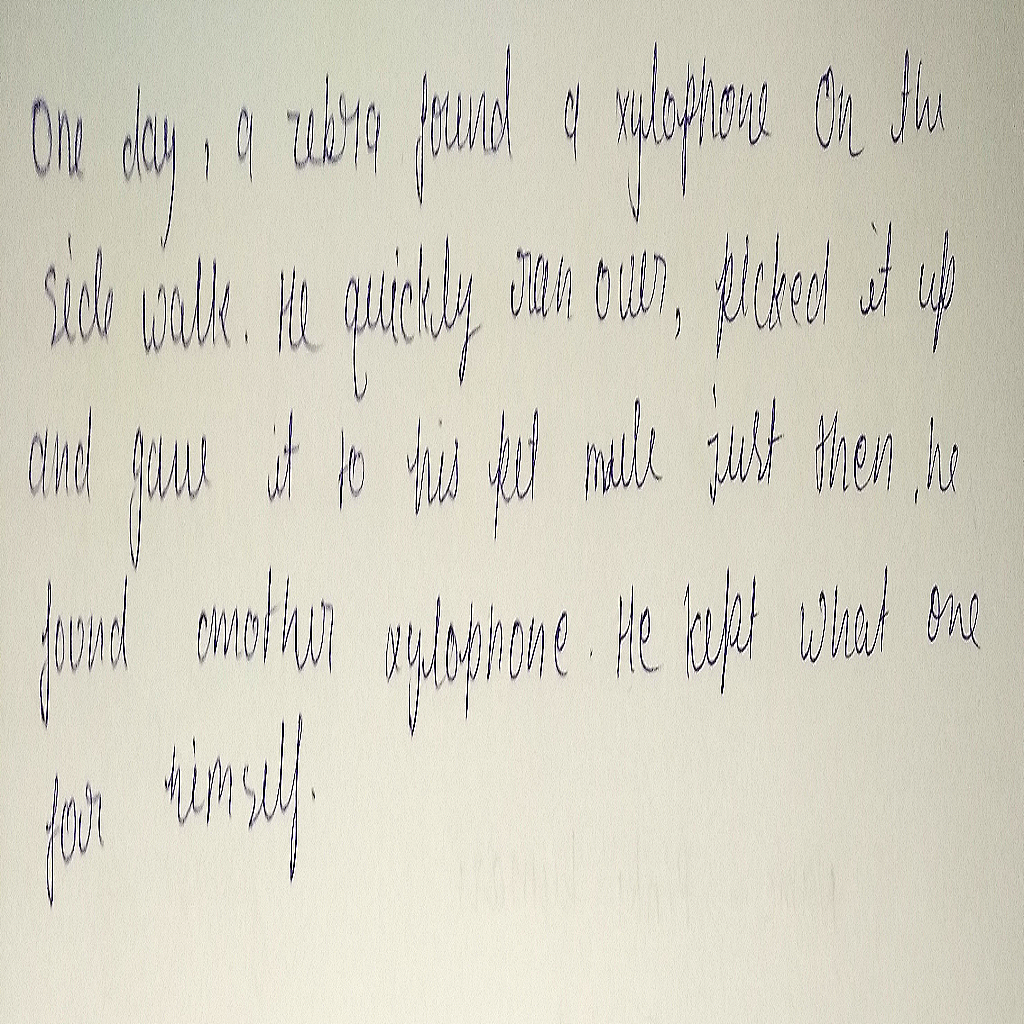 One day, a zebra found a xylophone on the
side walk. He quickly ran over, picked it up
and gave it to his pet mule just then, he
found another xylophone. He kept what one
for himself.